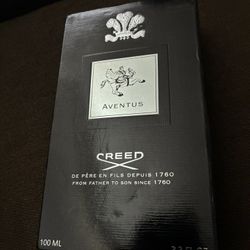 AVENTUS
CREED
DE PÈRE EN FILS DEPUIS 1760
FROM FATHER TO SON SINCE 1760
100 ML